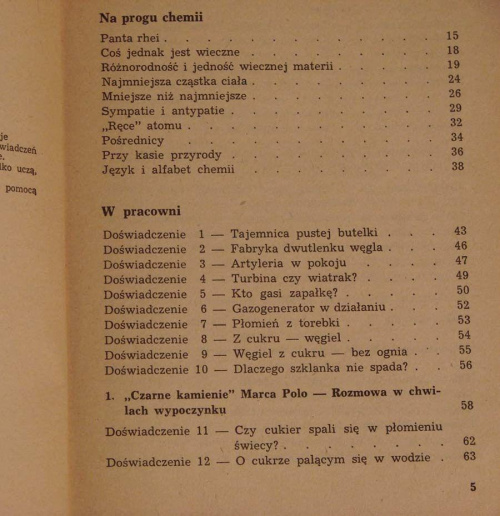 Na progu chemii
Panta rhei . . . . . . . . . . . 15
Coś jednak jest wieczne . . . . . . . . 18
Różnorodność i jedność wiecznej materii . . . . 19
Najmniejsza cząstka ciała . . . . . . . . 24
Mniejsze niż najmniejsze . . . . . . . . 26
Sympatie i antypatie . . . . . . . . . 29
„Ręce” atomu . . . . . . . . . . 32
Pośrednicy . . . . . . . . . . 34
Przy kasie przyrody . . . . . . . . . 36
Język i alfabet chemii . . . . . . . . . 38
je
wiadczeń
e.
lko uczą,
pomocą
W pracowni
Doświadczenie 1 — Tajemnica pustej butelki . . . 43
Doświadczenie 2 — Fabryka dwutlenku węgla . . . 46
Doświadczenie 3 — Artyleria w pokoju . . . . 47
Doświadczenie 4 — Turbina czy wiatrak? . . . . 49
Doświadczenie 5 — Kto gasi zapałkę? . . . . . 50
Doświadczenie 6 — Gazogenerator w działaniu . . . 52
Doświadczenie 7 — Płomień z torebki . . . . . 53
Doświadczenie 8 — Z cukru — węgiel . . . . . 54
Doświadczenie 9 — Węgiel z cukru — bez ognia . . 55
Doświadczenie 10 — Dlaczego szklanka nie spada? . . 56
1. „Czarne kamienie” Marca Polo — Rozmowa w chwi-
lach wypoczynku 58
Doświadczenie 11 — Czy cukier spali się w płomieniu
świecy? . . . . . . . . 62
Doświadczenie 12 — O cukrze palącym się w wodzie . 63
5